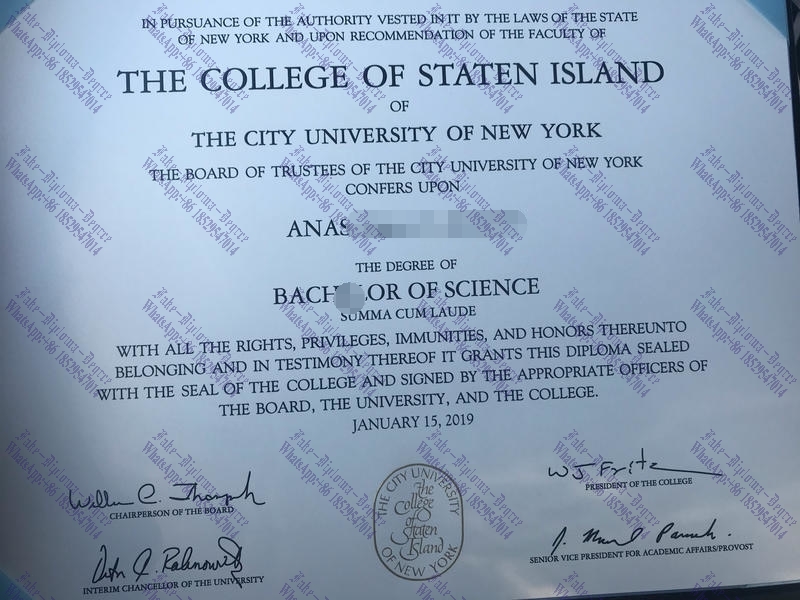 IN PURSUANCE OF THE AUTHORITY VESTED IN IT BY THE LAWS OF THE STATE
OF NEW YORK AND UPON RECOMMENDATION OF THE FACULTY OF
THE COLLEGE OF STATEN ISLAND
OF
THE CITY UNIVERSITY OF NEW YORK
THE BOARD OF TRUSTEES OF THE CITY UNIVERSITY OF NEW YORK
CONFERS UPON
ANAS
THE DEGREE OF
BACH LOR OF SCIENCE
SUMMA CUM LAUDE
WITH ALL THE RIGHTS, PRIVILEGES, IMMUNITIES, AND HONORS THEREUNTO
BELONGING AND IN TESTIMONY THEREOF IT GRANTS THIS DIPLOMA SEALED
WITH THE SEAL OF THE COLLEGE AND SIGNED BY THE APPROPRIATE OFFICERS OF
THE BOARD, THE UNIVERSITY, AND THE COLLEGE.
JANUARY 15, 2019
CHAIRPERSON OF THE BOARD
W J Fritz
PRESIDENT OF THE COLLEGE
THE CITY UNIVERSITY
The
College
of
Staten
Island
OF NEW YORK
INTERIM CHANCELLOR OF THE UNIVERSITY
SENIOR VICE PRESIDENT FOR ACADEMIC AFFAIRS/PROVOST
Fake-Diploma-Degree
WhatsApp:+86 18529547014